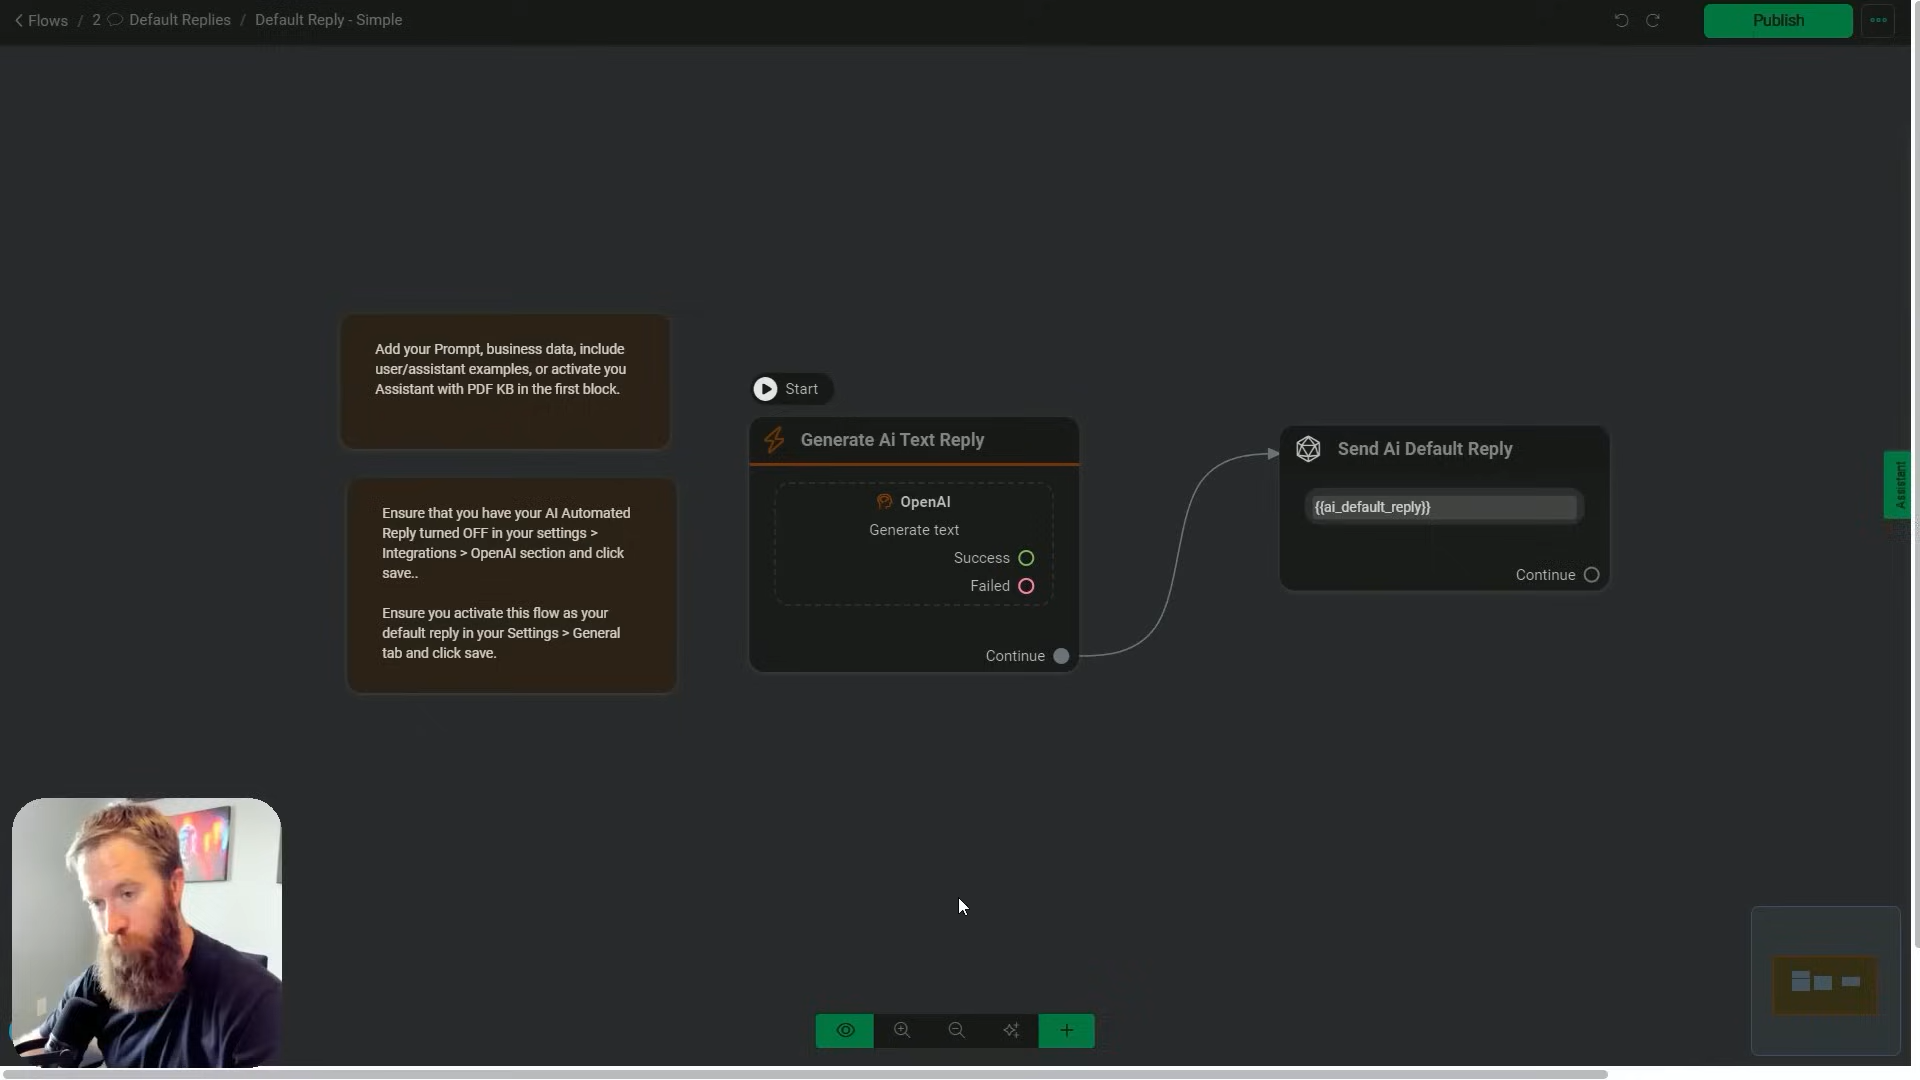 Flows / 2 Default Replies / Default Reply - Simple
Publish
Add your Prompt, business data, include
user/assistant examples, or activate you
Assistant with PDF KB in the first block.
Ensure that you have your AI Automated
Reply turned OFF in your settings >
Integrations > OpenAI section and click
save..
Ensure you activate this flow as your
default reply in your Settings > General
tab and click save.
Start
Generate Ai Text Reply
OpenAI
Generate text
Success
Failed
Continue
Send Ai Default Reply
{{ai_default_reply}}
Continue
Assistant